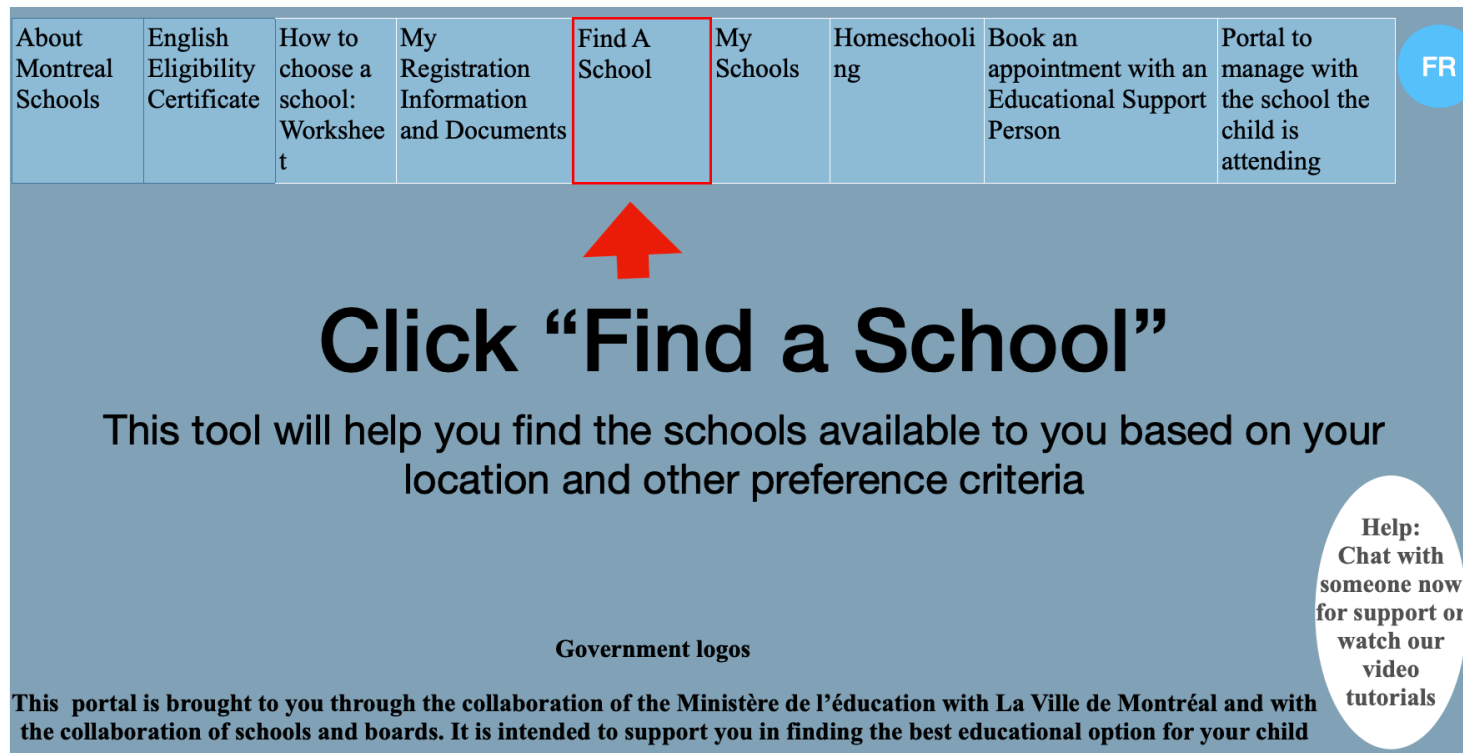 About
Montreal
Schools
English
Eligibility
Certificate
How to
choose a
school:
Workshee
t
My
Registration
Information
and Documents
Find A
School
My
Schools
Homeschooli
ng
Book an
appointment with an
Educational Support
Person
Portal to
manage with
the school the
child is
attending
FR
Click “Find a School”
This tool will help you find the schools available to you based on your
location and other preference criteria
Help:
Chat with
someone now
for support or
watch our
video
tutorials
Government logos
This  portal is brought to you through the collaboration of the Ministère de l’éducation with La Ville de Montréal and with
the collaboration of schools and boards. It is intended to support you in finding the best educational option for your child